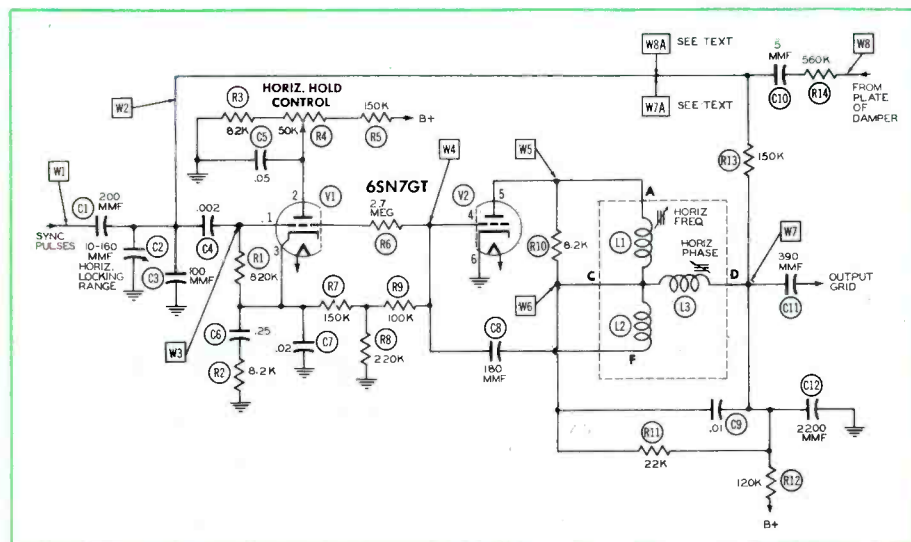 W8A SEE TEXT
5
MMF
560K
W8
C10
R14
FROM
PLATE OF
DAMPER
W7A SEE TEXT
HORIZ. HOLD
CONTROL
R3
82K
50K
R4
150K
R5
B+
W2
C5
.05
6SN7GT
W4
W5
R13
150K
W1
C1
200
MMF
SYNC
PULSES
10-160
MMF
HORIZ.
LOCKING
RANGE
C2
C3
100
MMF
.002
C4
2
1
3
V1
2.7
MEG
R6
5
4
6
V2
A
HORIZ
FREQ
L1
R10
8.2K
C
HORIZ
PHASE
D
W7
390
MMF
OUTPUT
GRID
C11
W6
L3
L2
F
R1
820K
W3
R7
150K
R9
100K
C6
.25
.02
C7
R8
220K
R2
8.2K
C8
180
MMF
.01
C9
C12
2200
MMF
R11
22K
120K
R12
B+